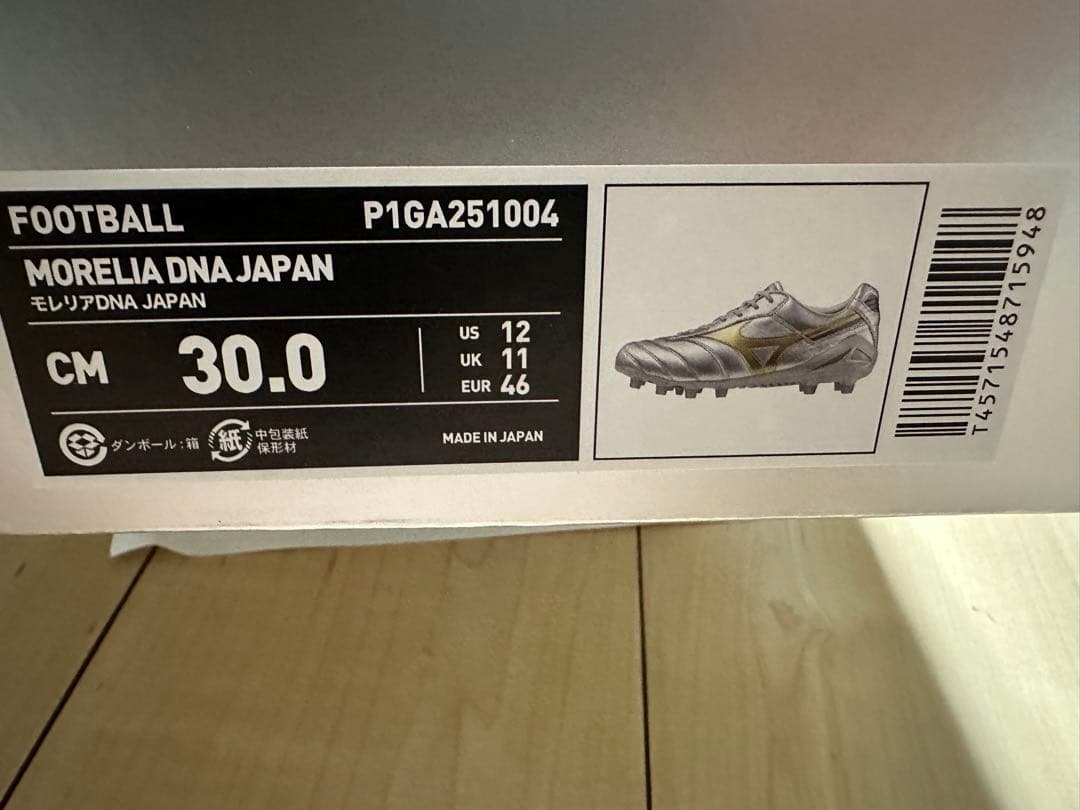 FOOTBALL P1GA251004
MORELIA DNA JAPAN
モレリアDNA JAPAN
CM 30.0
US 12
UK 11
EUR 46
ダンボール:箱
紙
中包装紙
保形材
MADE IN JAPAN
T4571548715948